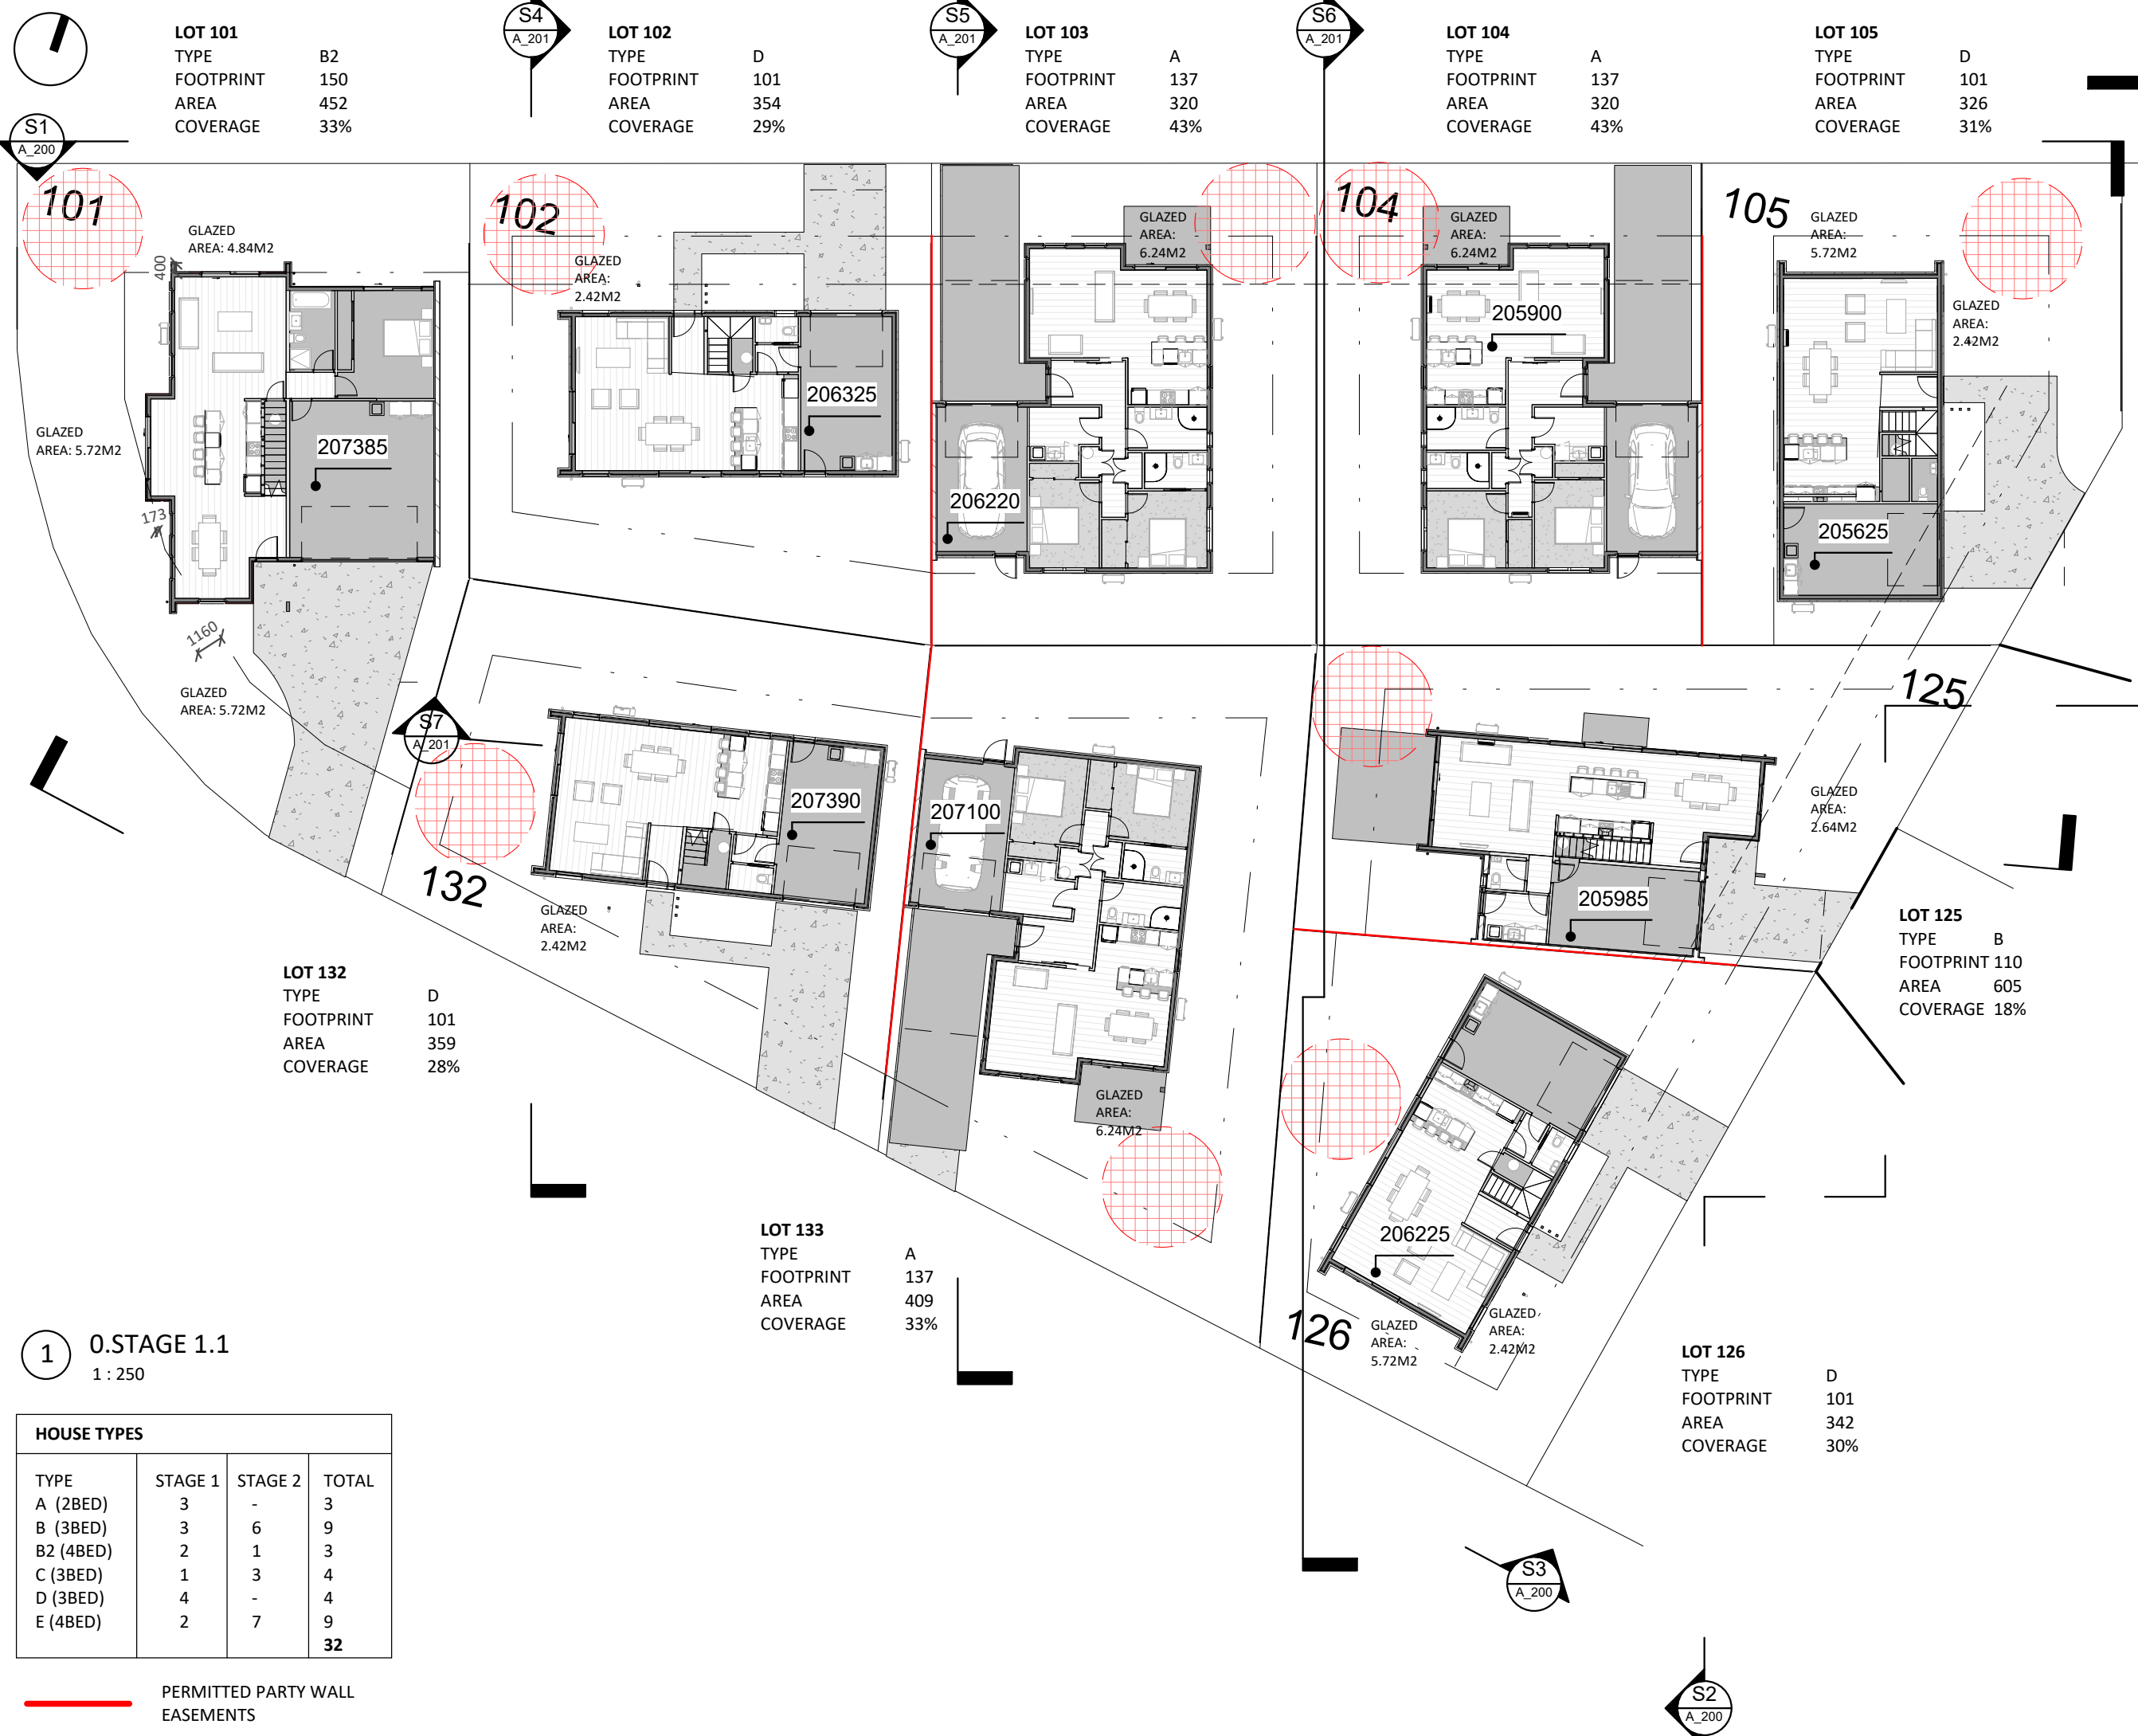 S4
A_201
S5
A_201
S6
A_201
S1
A_200
LOT 101
TYPE B2
FOOTPRINT 150
AREA 452
COVERAGE 33%
LOT 102
TYPE D
FOOTPRINT 101
AREA 354
COVERAGE 29%
LOT 103
TYPE A
FOOTPRINT 137
AREA 320
COVERAGE 43%
LOT 104
TYPE A
FOOTPRINT 137
AREA 320
COVERAGE 43%
LOT 105
TYPE D
FOOTPRINT 101
AREA 326
COVERAGE 31%
101
GLAZED
AREA: 4.84M2
400
GLAZED
AREA: 5.72M2
207385
173
1160
GLAZED
AREA: 5.72M2
102
GLAZED
AREA:
2.42M2
206325
GLAZED
AREA:
6.24M2
206220
104
GLAZED
AREA:
6.24M2
205900
105
GLAZED
AREA:
5.72M2
GLAZED
AREA:
2.42M2
205625
S7
A_201
132
207390
GLAZED
AREA:
2.42M2
207100
GLAZED
AREA:
6.24M2
125
GLAZED
AREA:
2.64M2
205985
LOT 125
TYPE B
FOOTPRINT 110
AREA 605
COVERAGE 18%
LOT 132
TYPE D
FOOTPRINT 101
AREA 359
COVERAGE 28%
LOT 133
TYPE A
FOOTPRINT 137
AREA 409
COVERAGE 33%
206225
126
GLAZED
AREA:
5.72M2
GLAZED
AREA:
2.42M2
LOT 126
TYPE D
FOOTPRINT 101
AREA 342
COVERAGE 30%
1
0.STAGE 1.1
1 : 250
HOUSE TYPES
TYPE STAGE 1 STAGE 2 TOTAL
A (2BED) 3 - 3
B (3BED) 3 6 9
B2 (4BED) 2 1 3
C (3BED) 1 3 4
D (3BED) 4 - 4
E (4BED) 2 7 9
32
PERMITTED PARTY WALL
EASEMENTS
S3
A_200
S2
A_200